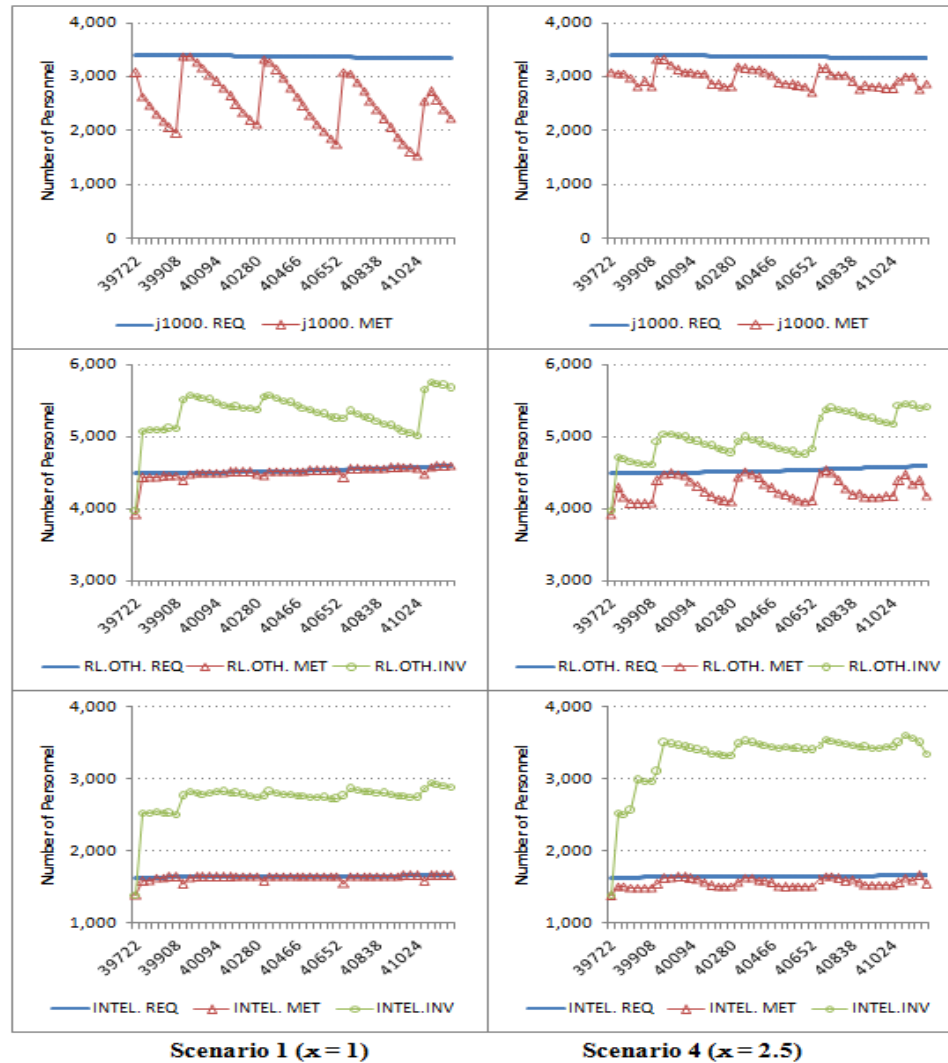 4,000
3,000
2,000
1,000
0
Number of Personnel
39722 39908 40094 40280 40466 40652 40838 41024
j1000. REQ j1000. MET
4,000
3,000
2,000
1,000
0
Number of Personnel
39722 39908 40094 40280 40466 40652 40838 41024
j1000. REQ j1000. MET
6,000
5,000
4,000
3,000
Number of Personnel
39722 39908 40094 40280 40466 40652 40838 41024
RL.OTH. REQ RL.OTH. MET RL.OTH.INV
6,000
5,000
4,000
3,000
Number of Personnel
39722 39908 40094 40280 40466 40652 40838 41024
RL.OTH. REQ RL.OTH. MET RL.OTH.INV
4,000
3,000
2,000
1,000
Number of Personnel
39722 39908 40094 40280 40466 40652 40838 41024
INTEL. REQ INTEL. MET INTEL.INV
4,000
3,000
2,000
1,000
Number of Personnel
39722 39908 40094 40280 40466 40652 40838 41024
INTEL. REQ INTEL. MET INTEL.INV
Scenario 1 (x = 1)
Scenario 4 (x = 2.5)